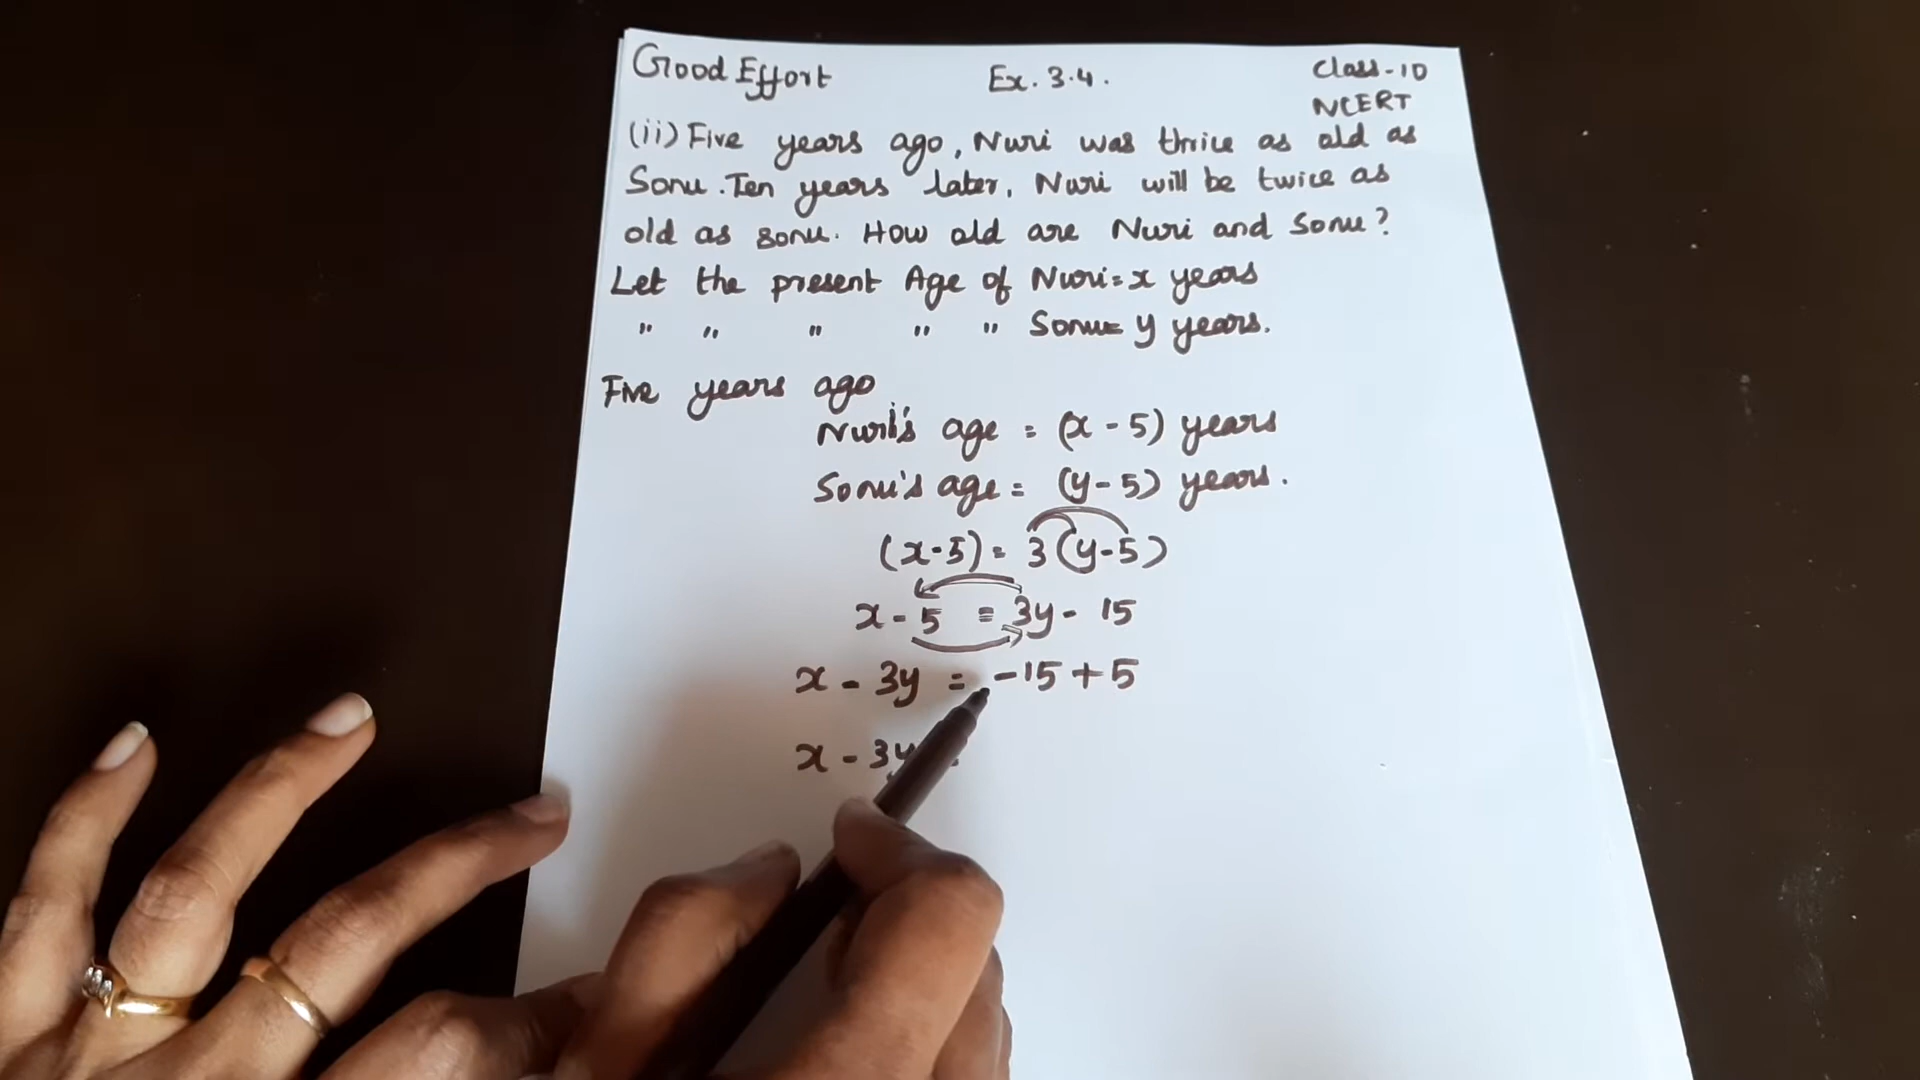 Good Effort Ex. 3.4. Class-10
NCERT
(ii) Five years ago, Nuri was thrice as old as
Sonu. Ten years later, Nuri will be twice as
old as sonu. How old are Nuri and Sonu?
Let the present Age of Nuri = x years
" " " " " Sonu = y years.
Five years ago
Nuri's age = (x - 5) years
Sonu's age = (y - 5) years.
(x - 5) = 3(y - 5)
x - 5 = 3y - 15
x - 3y = -15 + 5
x - 3y =